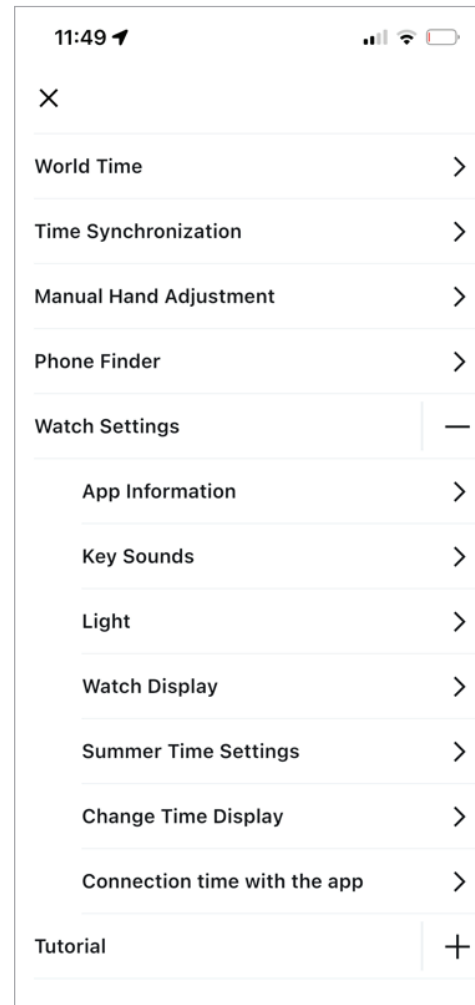 11:49
World Time
Time Synchronization
Manual Hand Adjustment
Phone Finder
Watch Settings
App Information
Key Sounds
Light
Watch Display
Summer Time Settings
Change Time Display
Connection time with the app
Tutorial